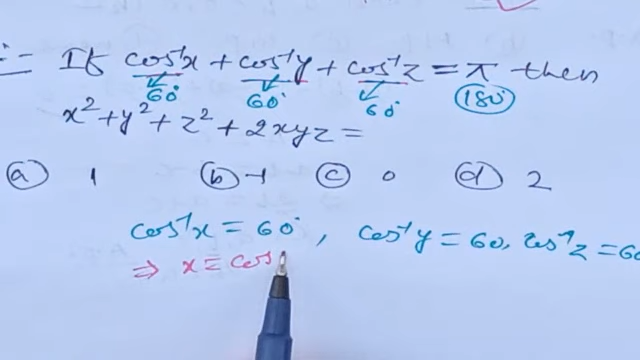 :- If cos⁻¹x + cos⁻¹y + cos⁻¹z = π then
60° 60° 60° 180°
x² + y² + z² + 2xyz =
(a) 1 (b) -1 (c) 0 (d) 2
cos⁻¹x = 60°, cos⁻¹y = 60, cos⁻¹z = 60
⇒ x = cos